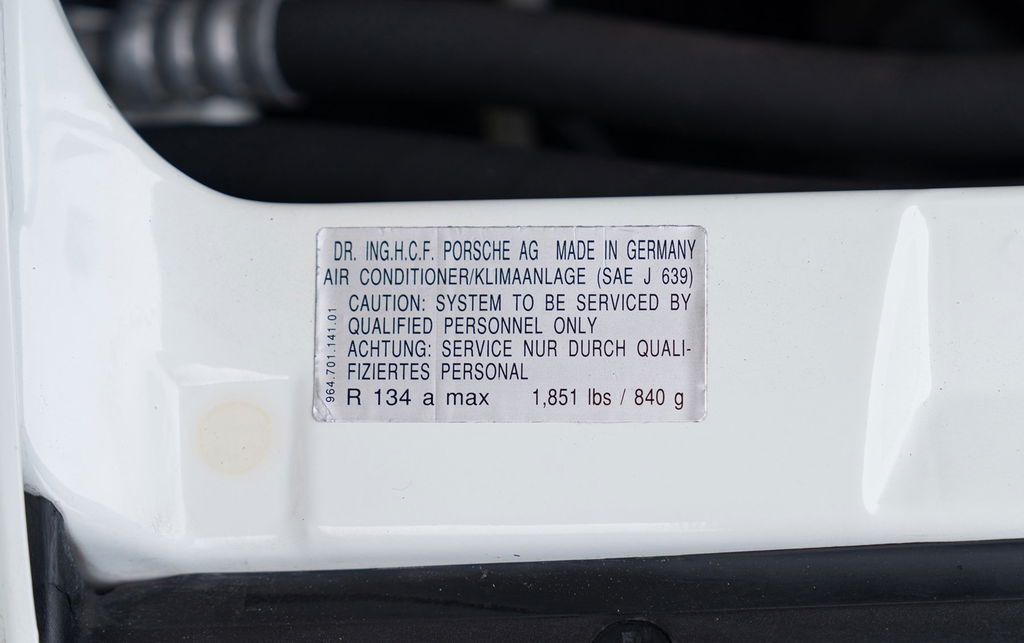 DR. ING.H.C.F. PORSCHE AG MADE IN GERMANY
AIR CONDITIONER/KLIMAANLAGE (SAE J 639)
CAUTION: SYSTEM TO BE SERVICED BY
QUALIFIED PERSONNEL ONLY
ACHTUNG: SERVICE NUR DURCH QUALI-
FIZIERTES PERSONAL
R 134 a max 1,851 lbs / 840 g
964.701.141.01